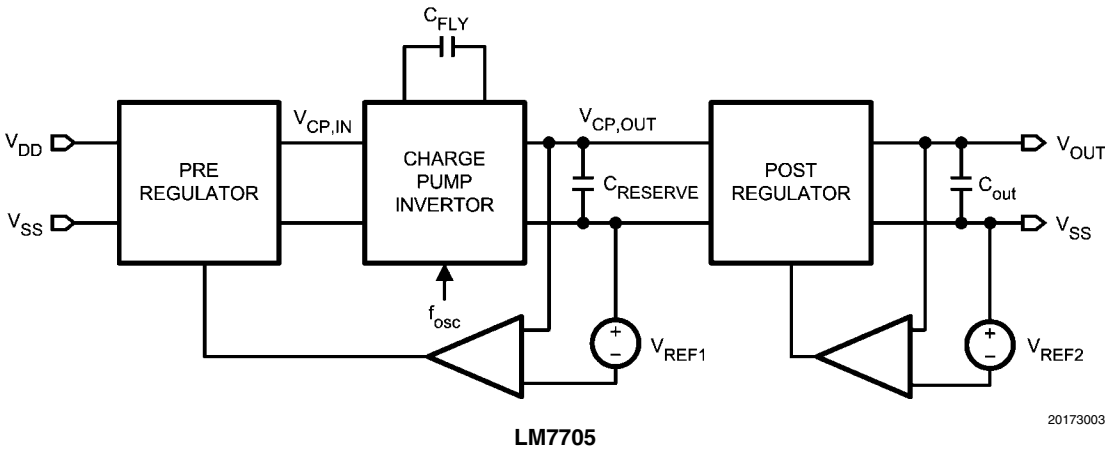 C_FLY
V_DD
V_SS
PRE
REGULATOR
V_CP,IN
CHARGE
PUMP
INVERTOR
f_osc
V_CP,OUT
C_RESERVE
+
−
V_REF1
POST
REGULATOR
V_OUT
C_out
V_SS
+
−
V_REF2
20173003
LM7705